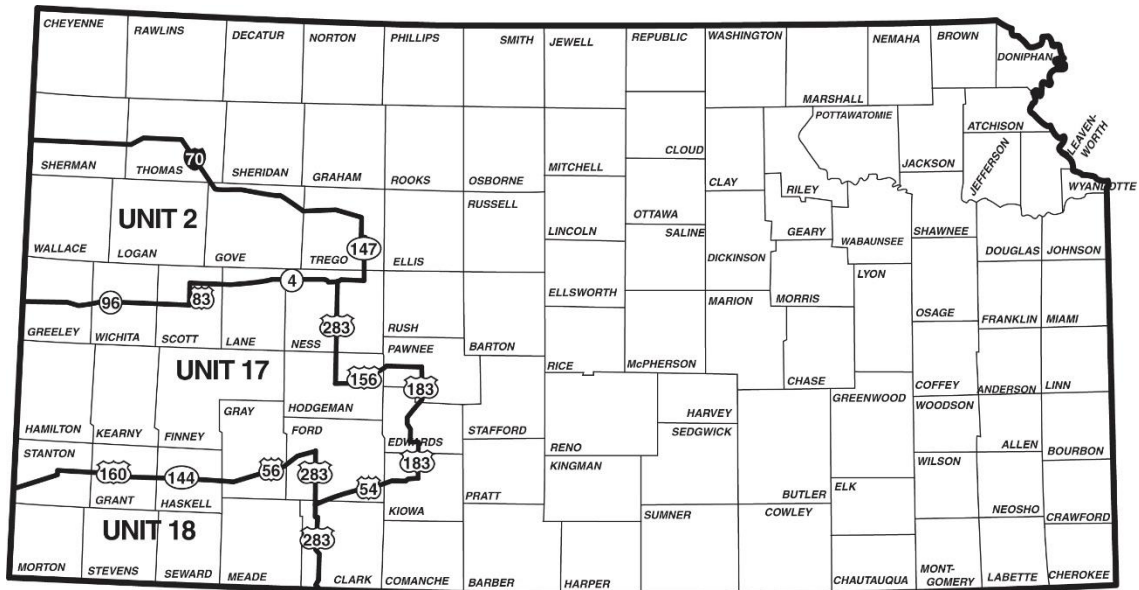 CHEYENNE
RAWLINS
DECATUR
NORTON
PHILLIPS
SMITH
JEWELL
REPUBLIC
WASHINGTON
NEMAHA
BROWN
DONIPHAN
MARSHALL
POTTAWATOMIE
ATCHISON
LEAVEN-
WORTH
SHERMAN
THOMAS
70
SHERIDAN
GRAHAM
ROOKS
OSBORNE
MITCHELL
CLOUD
CLAY
RILEY
JACKSON
JEFFERSON
WYANDOTTE
UNIT 2
RUSSELL
LINCOLN
OTTAWA
SALINE
GEARY
WABAUNSEE
SHAWNEE
DOUGLAS
JOHNSON
WALLACE
LOGAN
GOVE
TREGO
147
ELLIS
DICKINSON
LYON
ELLSWORTH
96
83
4
MARION
MORRIS
OSAGE
FRANKLIN
MIAMI
GREELEY
WICHITA
SCOTT
LANE
NESS
283
RUSH
PAWNEE
BARTON
RICE
McPHERSON
CHASE
COFFEY
ANDERSON
LINN
UNIT 17
156
183
GREENWOOD
WOODSON
GRAY
HODGEMAN
FORD
HARVEY
SEDGWICK
HAMILTON
KEARNY
FINNEY
EDWARDS
STAFFORD
RENO
ALLEN
BOURBON
STANTON
160
144
56
283
54
183
KINGMAN
WILSON
GRANT
HASKELL
KIOWA
PRATT
BUTLER
ELK
COWLEY
NEOSHO
CRAWFORD
UNIT 18
283
SUMNER
MORTON
STEVENS
SEWARD
MEADE
CLARK
COMANCHE
BARBER
HARPER
CHAUTAUQUA
MONT-
GOMERY
LABETTE
CHEROKEE